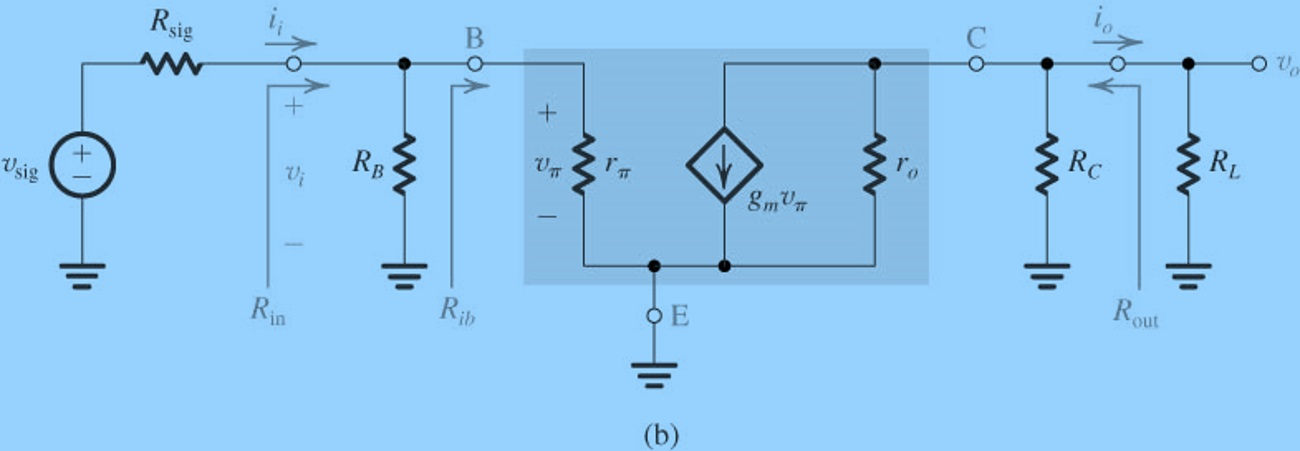 R_sig
i_i
B
C
i_o
v_o
+
+
v_sig
+
−
v_i
R_B
v_π
r_π
g_m v_π
r_o
R_C
R_L
−
−
R_in
R_ib
E
R_out
(b)